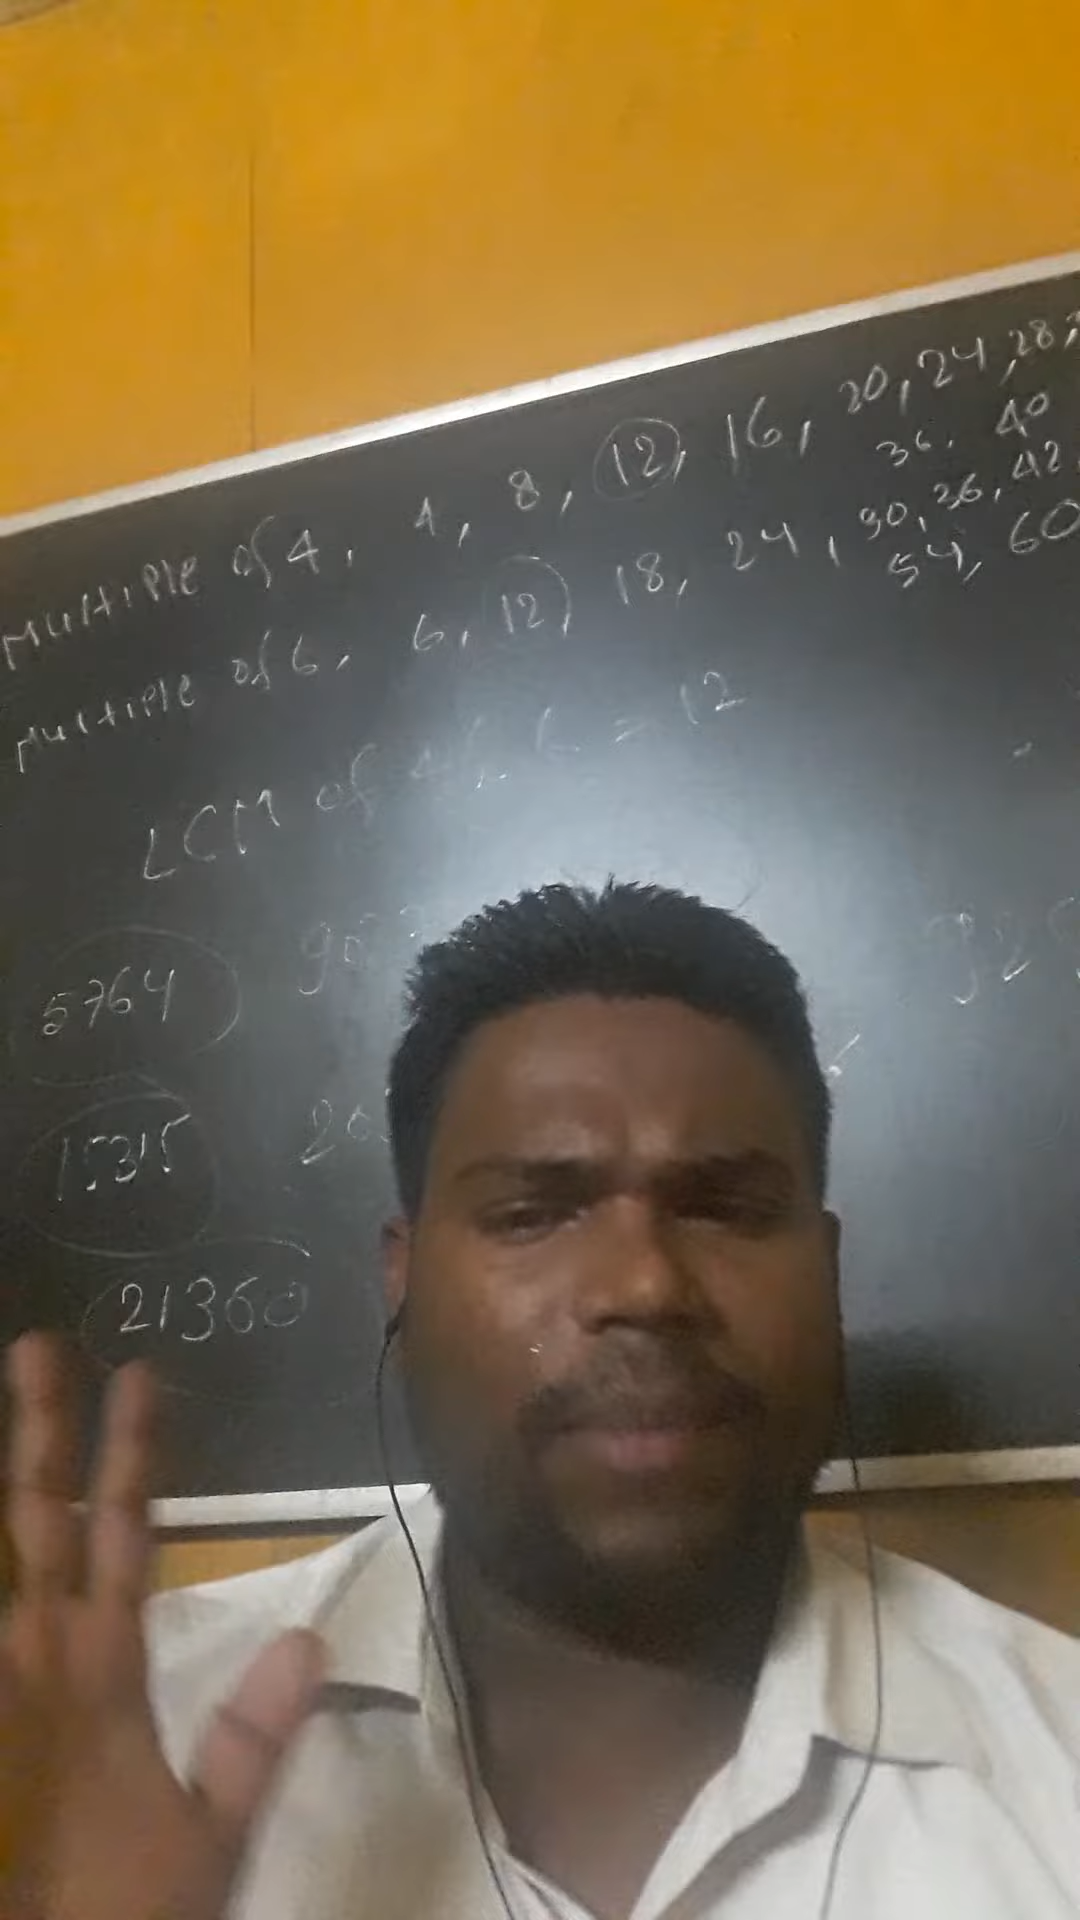 Multiple of 4, 4, 8, 12, 16, 20, 24, 28,
36, 40
Multiple of 6, 6, 12, 18, 24, 30, 36, 42,
54, 60
LCM of 4, 6 = 12
5764
15315
21360